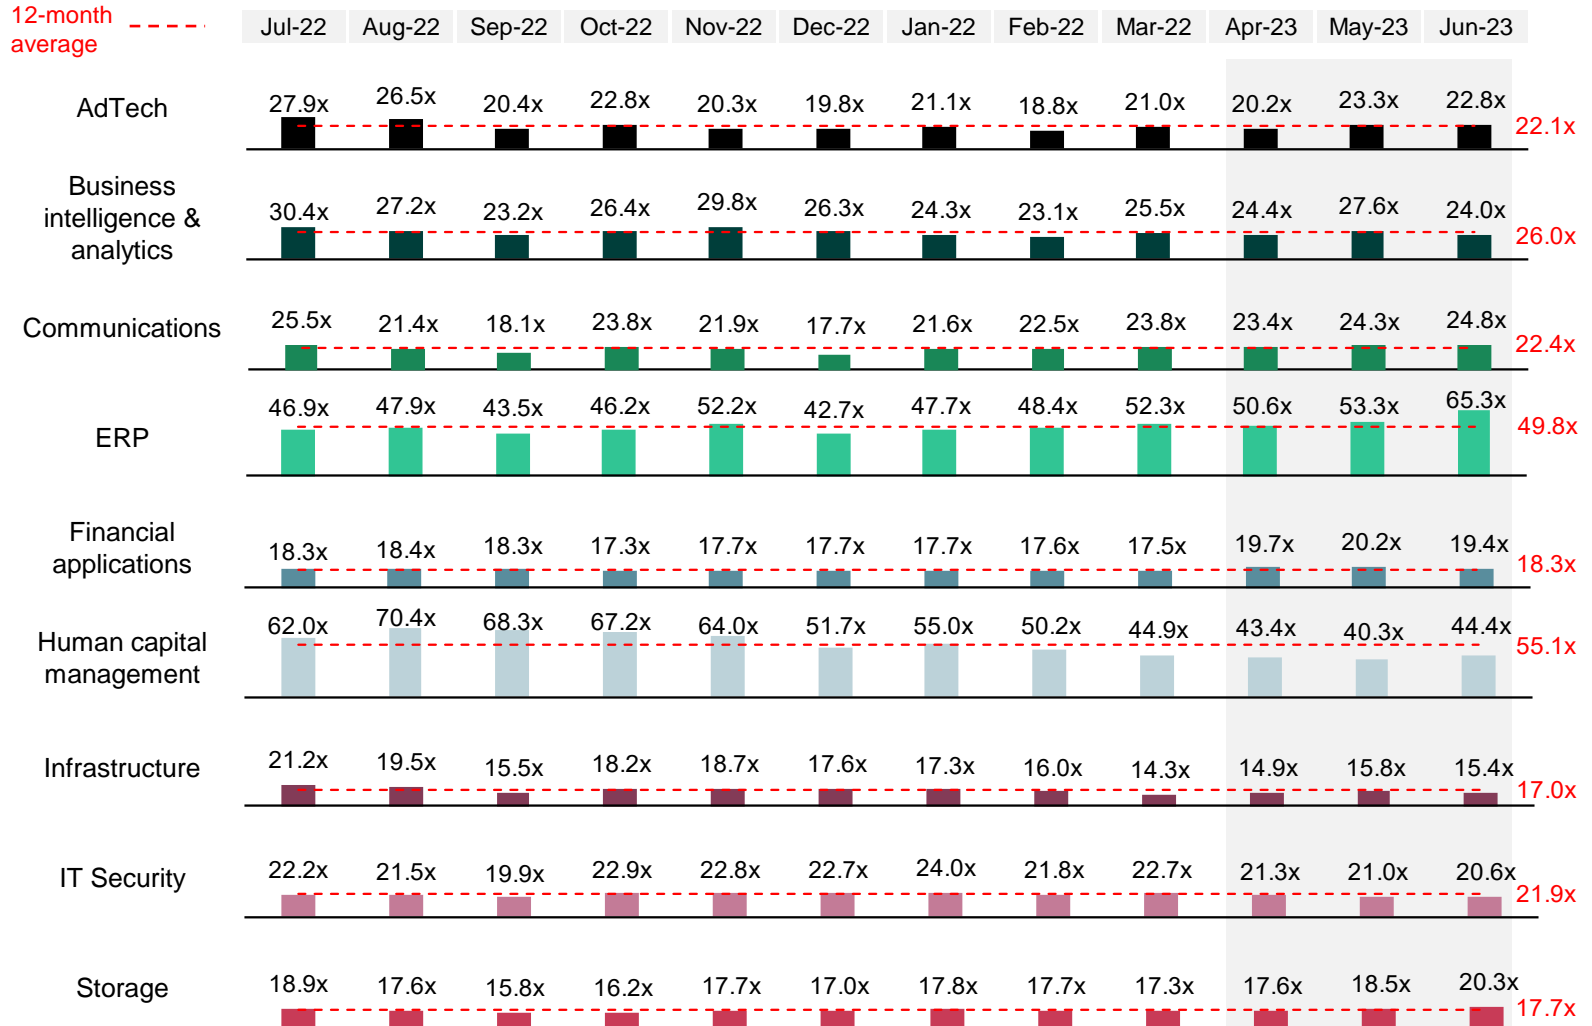 12-month
average
Jul-22 Aug-22 Sep-22 Oct-22 Nov-22 Dec-22 Jan-22 Feb-22 Mar-22 Apr-23 May-23 Jun-23
AdTech
27.9x 26.5x 20.4x 22.8x 20.3x 19.8x 21.1x 18.8x 21.0x 20.2x 23.3x 22.8x
22.1x
Business
intelligence &
analytics
30.4x 27.2x 23.2x 26.4x 29.8x 26.3x 24.3x 23.1x 25.5x 24.4x 27.6x 24.0x
26.0x
Communications
25.5x 21.4x 18.1x 23.8x 21.9x 17.7x 21.6x 22.5x 23.8x 23.4x 24.3x 24.8x
22.4x
ERP
46.9x 47.9x 43.5x 46.2x 52.2x 42.7x 47.7x 48.4x 52.3x 50.6x 53.3x 65.3x
49.8x
Financial
applications
18.3x 18.4x 18.3x 17.3x 17.7x 17.7x 17.7x 17.6x 17.5x 19.7x 20.2x 19.4x
18.3x
Human capital
management
62.0x 70.4x 68.3x 67.2x 64.0x 51.7x 55.0x 50.2x 44.9x 43.4x 40.3x 44.4x
55.1x
Infrastructure
21.2x 19.5x 15.5x 18.2x 18.7x 17.6x 17.3x 16.0x 14.3x 14.9x 15.8x 15.4x
17.0x
IT Security
22.2x 21.5x 19.9x 22.9x 22.8x 22.7x 24.0x 21.8x 22.7x 21.3x 21.0x 20.6x
21.9x
Storage
18.9x 17.6x 15.8x 16.2x 17.7x 17.0x 17.8x 17.7x 17.3x 17.6x 18.5x 20.3x
17.7x